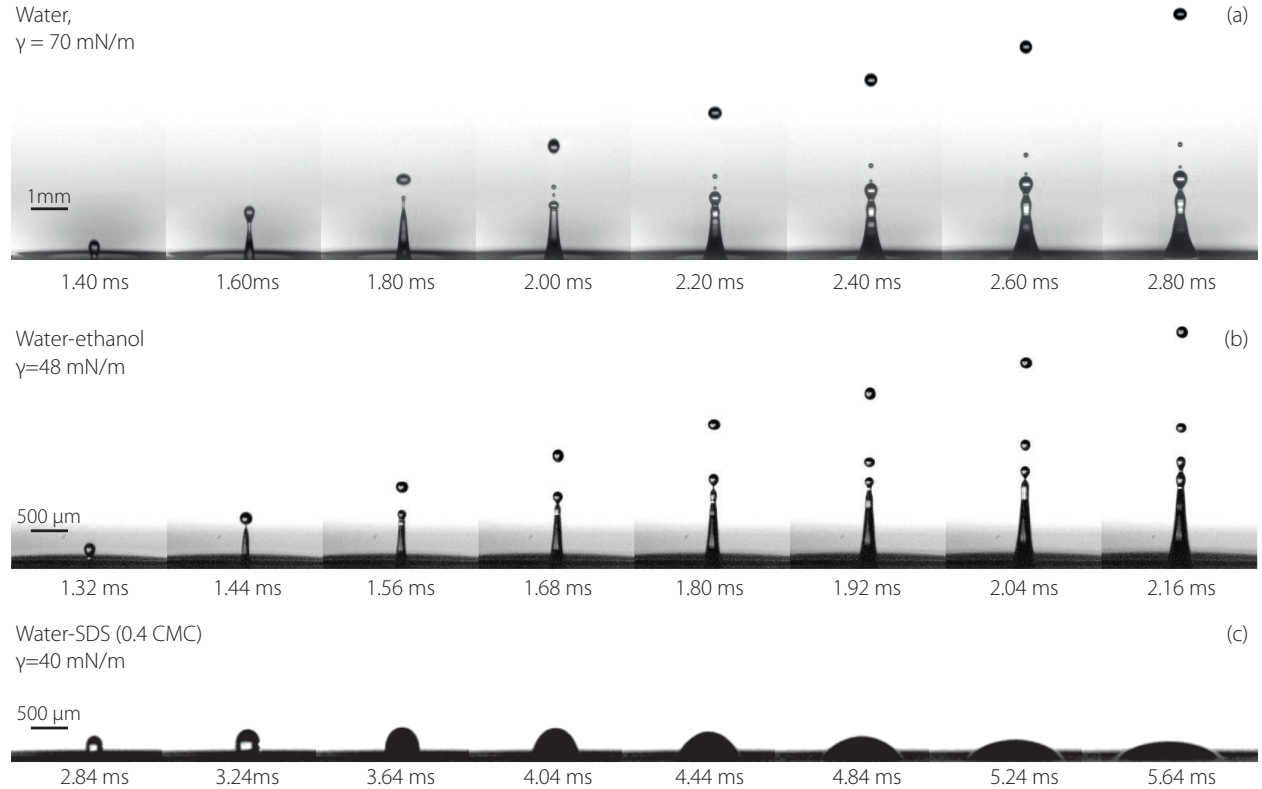 Water,
γ = 70 mN/m
(a)
1mm
1.40 ms 1.60ms 1.80 ms 2.00 ms 2.20 ms 2.40 ms 2.60 ms 2.80 ms
Water-ethanol
γ=48 mN/m
(b)
500 μm
1.32 ms 1.44 ms 1.56 ms 1.68 ms 1.80 ms 1.92 ms 2.04 ms 2.16 ms
Water-SDS (0.4 CMC)
γ=40 mN/m
(c)
500 μm
2.84 ms 3.24ms 3.64 ms 4.04 ms 4.44 ms 4.84 ms 5.24 ms 5.64 ms